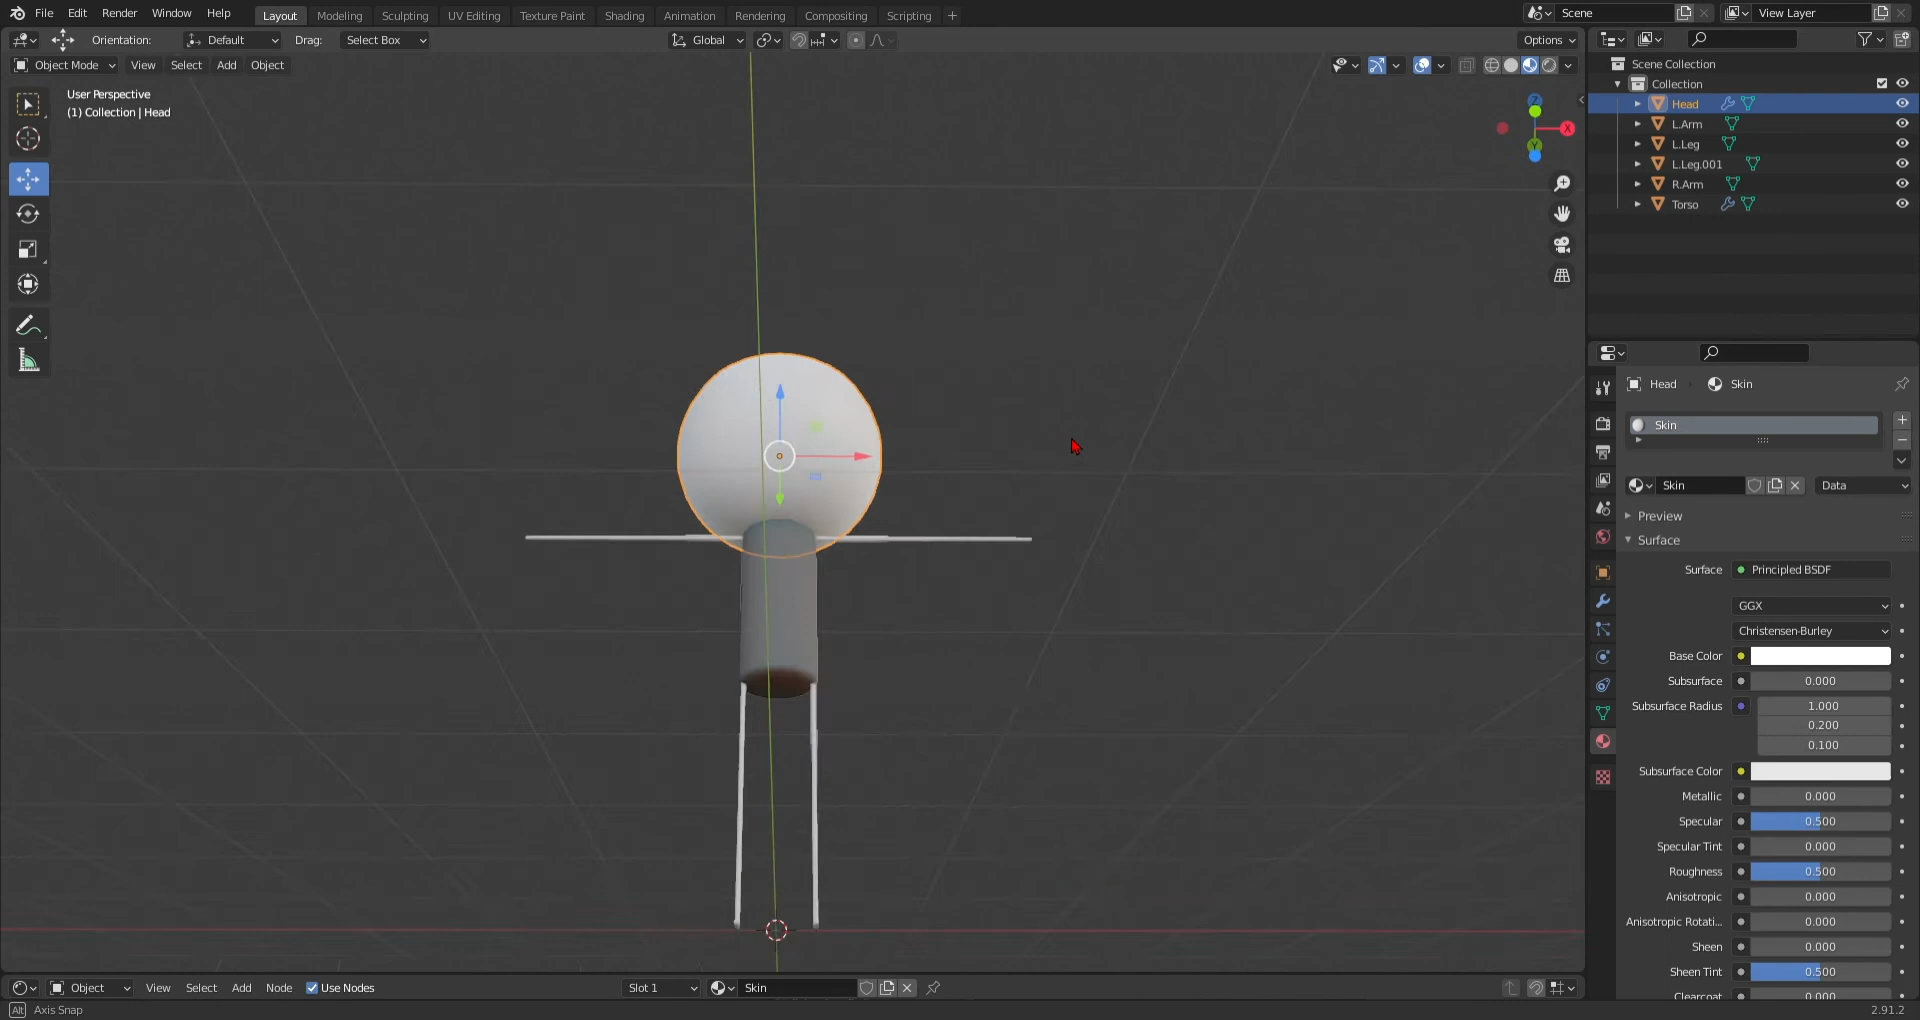 File Edit Render Window Help Layout Modeling Sculpting UV Editing Texture Paint Shading Animation Rendering Compositing Scripting + Scene View Layer
Orientation: Default Drag: Select Box Global Options
Object Mode View Select Add Object
User Perspective
(1) Collection | Head
Z
X
Y
Scene Collection
Collection
Head
L.Arm
L.Leg
L.Leg.001
R.Arm
Torso
Head Skin
Skin
Skin Data
Preview
Surface
Surface Principled BSDF
GGX
Christensen-Burley
Base Color
Subsurface 0.000
Subsurface Radius 1.000
0.200
0.100
Subsurface Color
Metallic 0.000
Specular 0.500
Specular Tint 0.000
Roughness 0.500
Anisotropic 0.000
Anisotropic Rotati... 0.000
Sheen 0.000
Sheen Tint 0.500
Clearcoat 0.000
Object View Select Add Node Use Nodes Slot 1 Skin
Alt Axis Snap 2.91.2